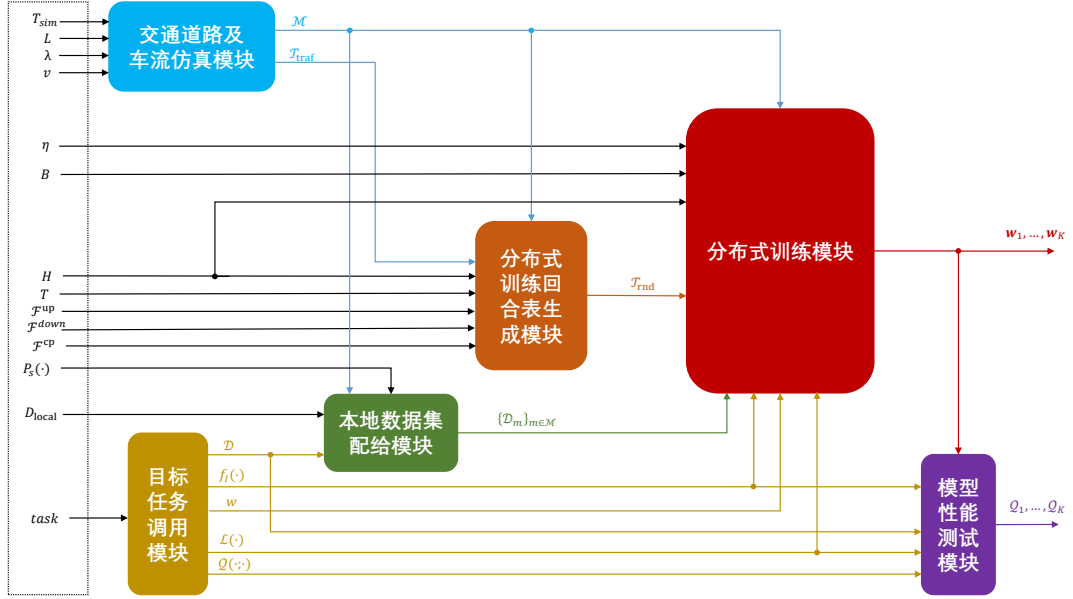 T_sim
L
λ
v
交通道路及
车流仿真模块
ℳ
𝒯_traf
η
B
H
T
ℱ^up
ℱ^down
ℱ^cp
P_s(·)
D_local
task
分布式
训练回
合表生
成模块
𝒯_rnd
分布式训练模块
w_1, …, w_K
本地数据集
配给模块
{𝒟_m}_{m∈ℳ}
目标
任务
调用
模块
𝒟
f_I(·)
w
ℒ(·)
Q(·;·)
模型
性能
测试
模块
Q_1, …, Q_K